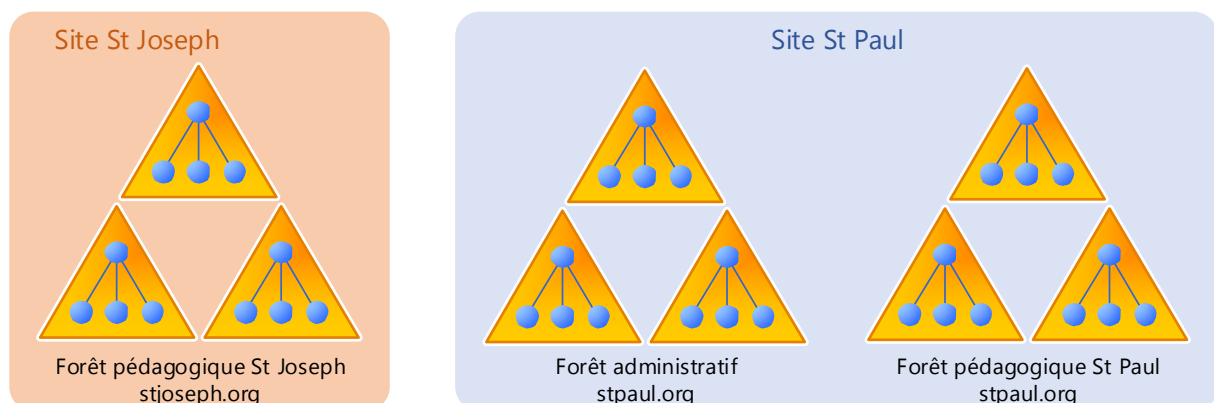 Site St Joseph
Site St Paul
Forêt pédagogique St Joseph
stjoseph.org
Forêt administratif
stpaul.org
Forêt pédagogique St Paul
stpaul.org